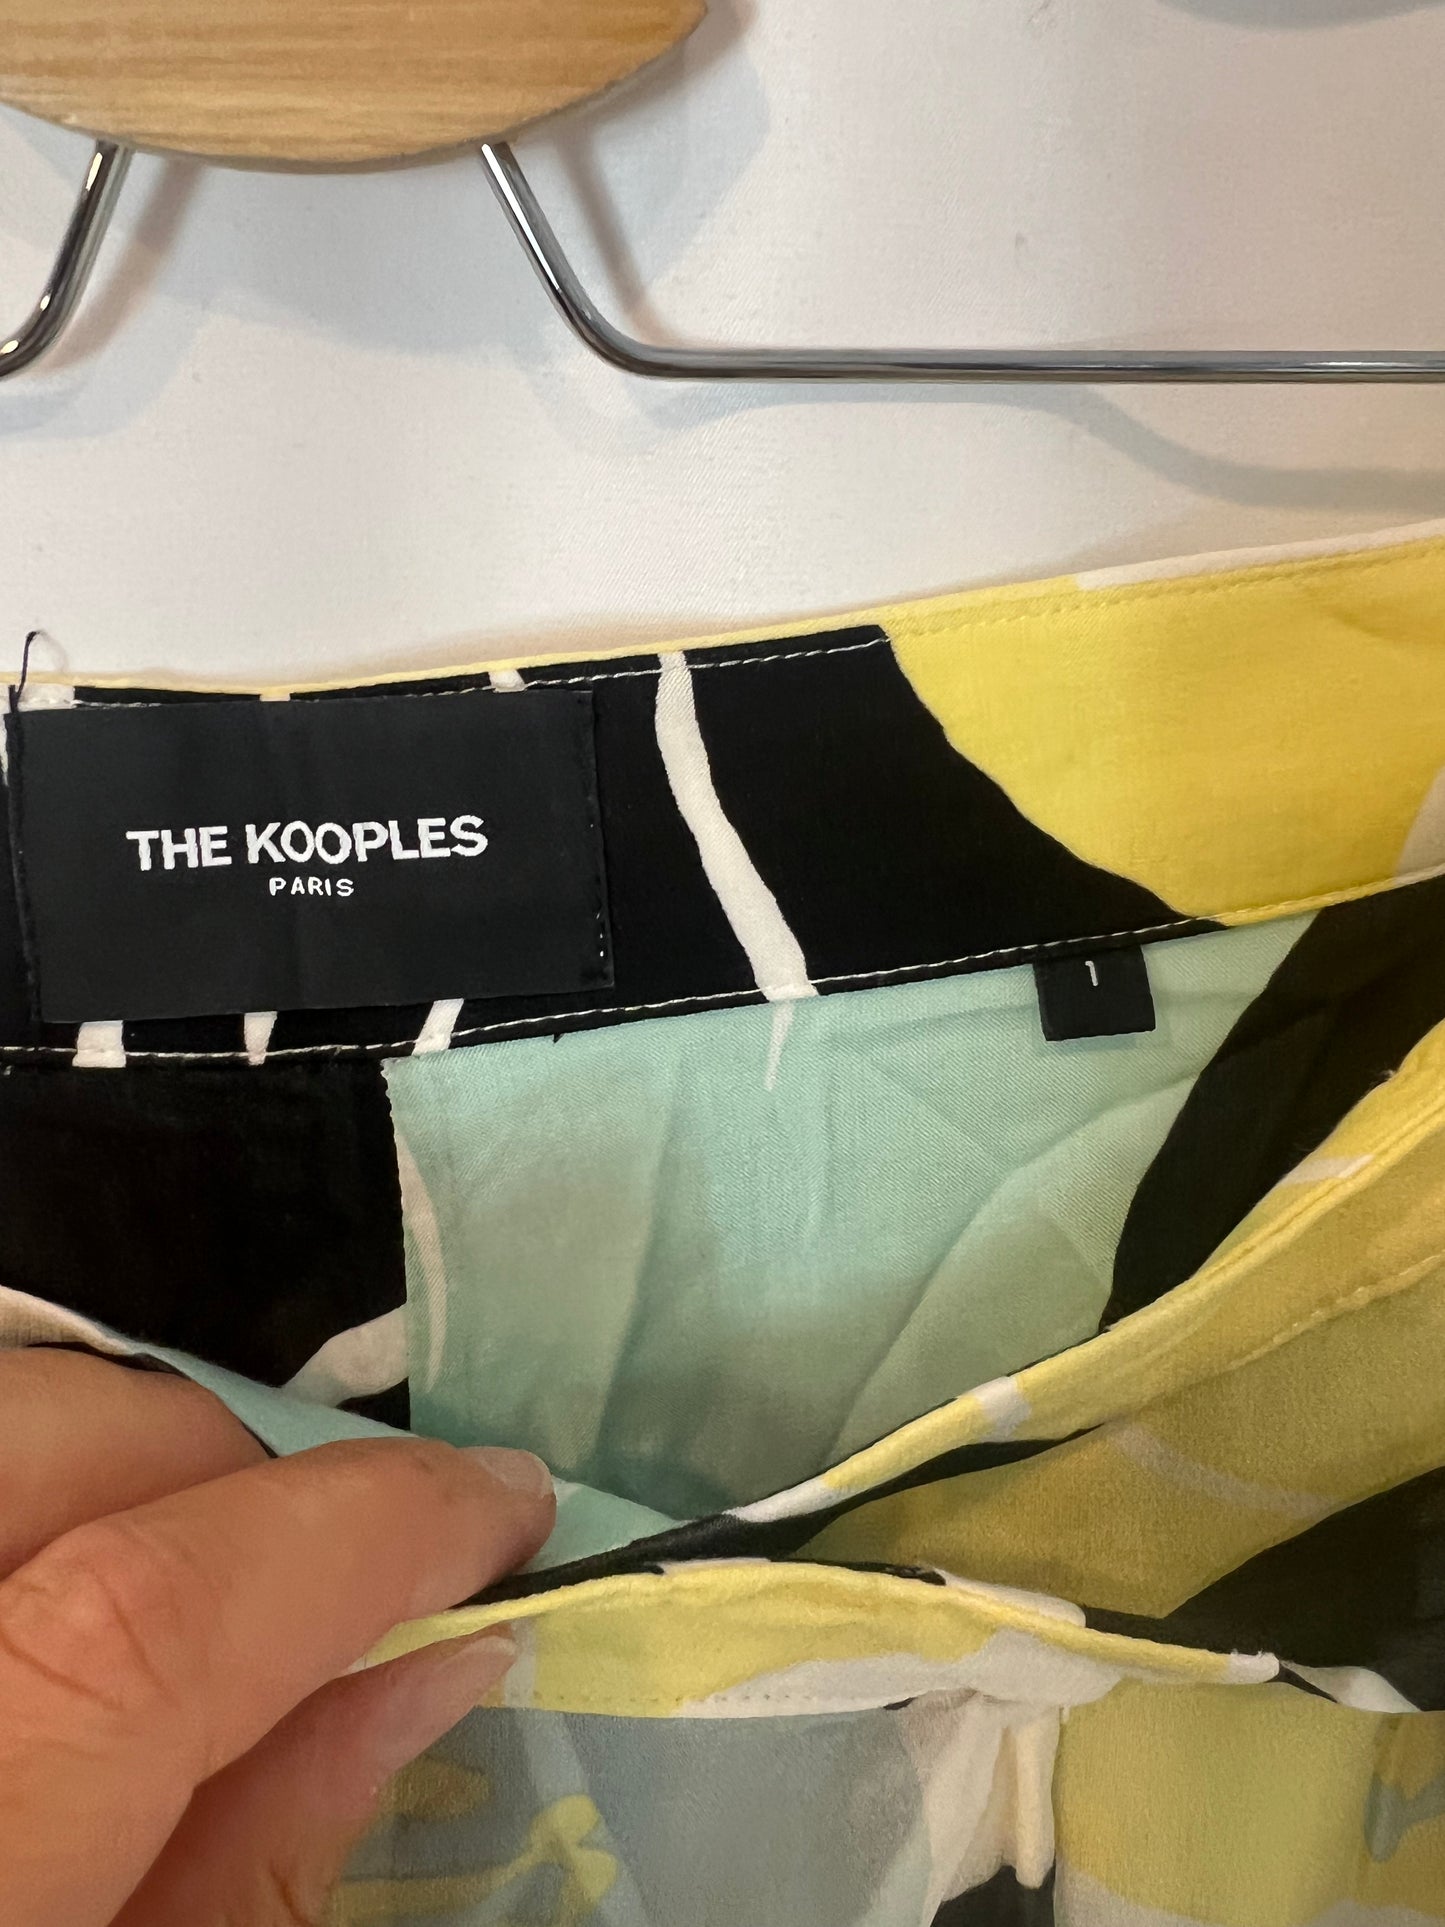 THE KOOPLES
PARIS
1